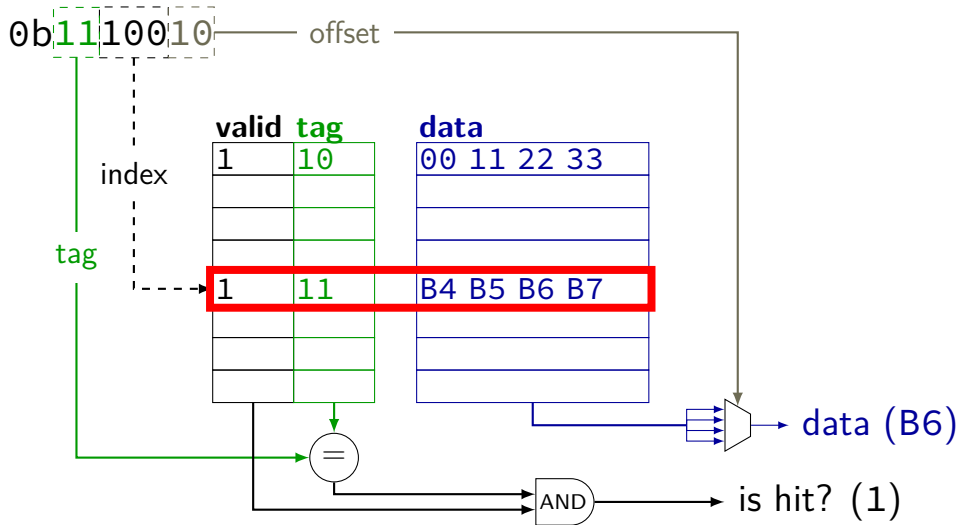 0b1110010
offset
valid tag data
1 10 00 11 22 33
index
tag
1 11 B4 B5 B6 B7
data (B6)
=
AND
is hit? (1)